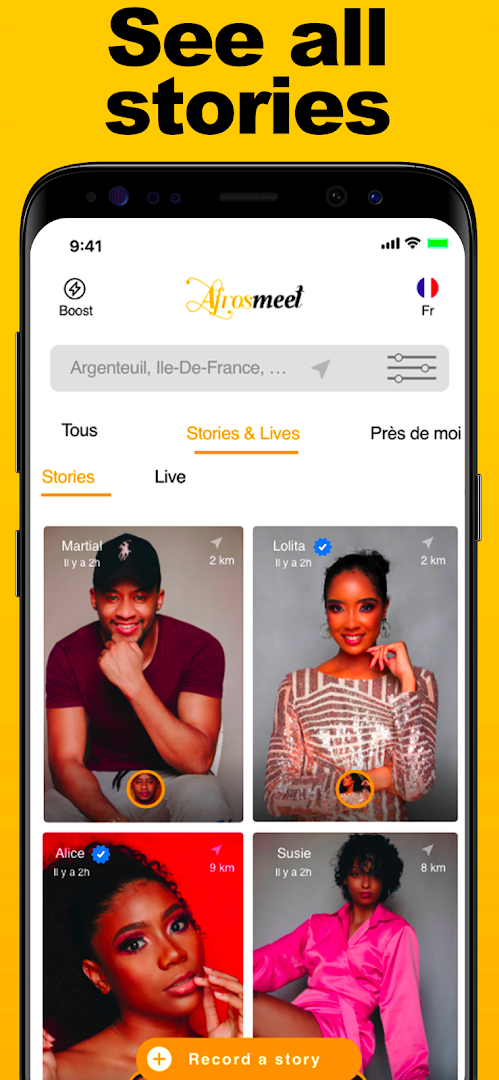 See all
stories
9:41
Boost
Afrosmeet
Fr
Argenteuil, Ile-De-France, ...
Tous
Stories & Lives
Près de moi
Stories
Live
Martial
Il y a 2h
2 km
Lolita
Il y a 2h
2 km
Alice
Il y a 2h
9 km
Susie
Il y a 2h
8 km
Record a story